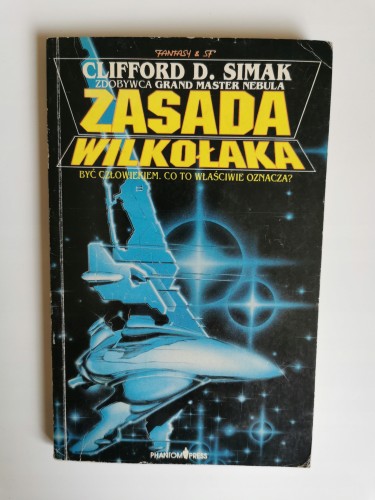 "FANTASY & SF"
CLIFFORD D. SIMAK
ZDOBYWCA GRAND MASTER NEBULA
ZASADA
WILKOŁAKA
BYĆ CZŁOWIEKIEM. CO TO WŁAŚCIWIE OZNACZA?
PHANTOM PRESS